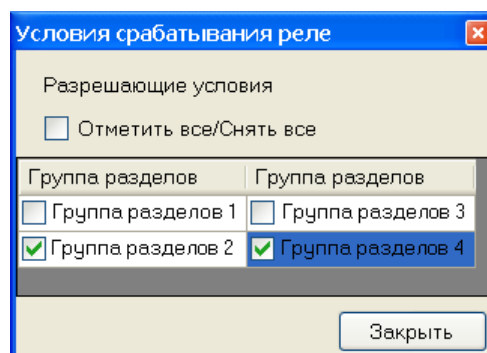 Условия срабатывания реле
Разрешающие условия
Отметить все/Снять все
Группа разделов Группа разделов
Группа разделов 1 Группа разделов 3
Группа разделов 2 Группа разделов 4
Закрыть